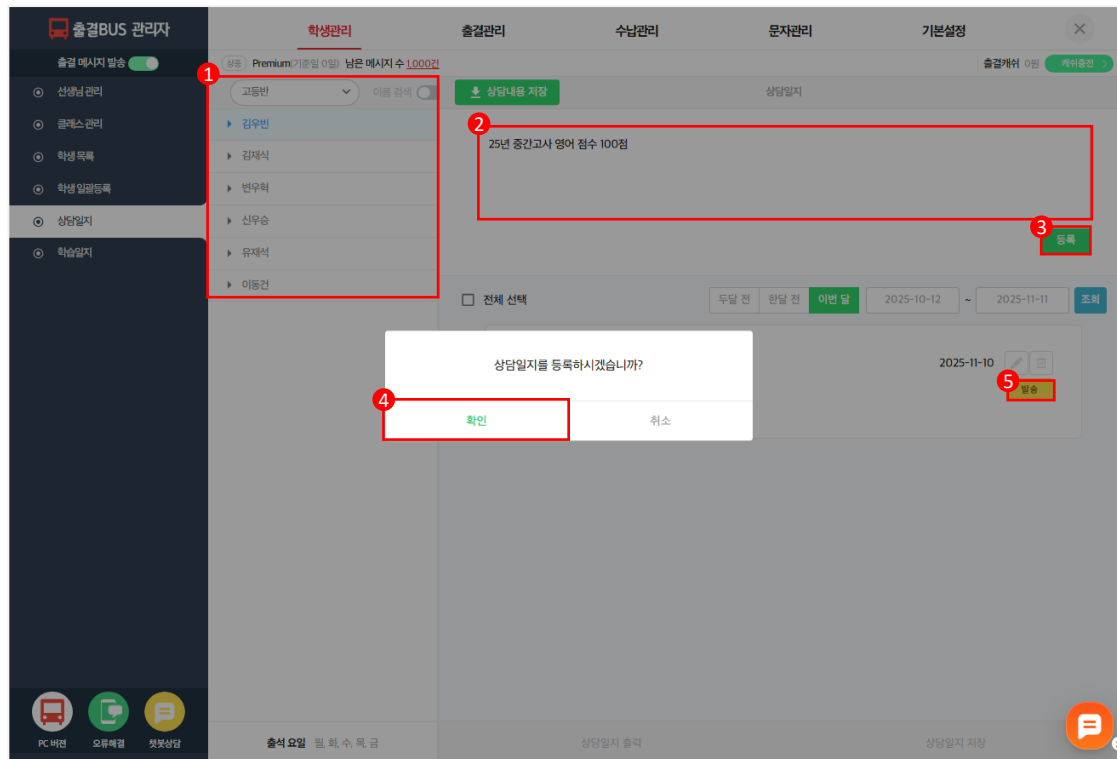 출결BUS 관리자
학생관리
출결관리
수납관리
문자관리
기본설정
출결 메시지 발송
상품 Premium(기준일 0일) 남은 메시지 수 1,000건
출결캐쉬 0원 캐쉬충전
1
선생님 관리
클래스 관리
학생 목록
학생 일괄등록
상담일지
학습일지
고등반
이름 검색
김우빈
김재식
변우혁
신우승
유재석
이동건
상담내용 저장
상담일지
2
25년 중간고사 영어 점수 100점
3
등록
전체 선택
두달 전
한달 전
이번 달
2025-10-12 ~ 2025-11-11
조회
2025-11-10
5
발송
상담일지를 등록하시겠습니까?
4
확인
취소
PC 버전
오류해결
챗봇상담
출석 요일 월, 화, 수, 목, 금
상담일지 출력
상담일지 저장